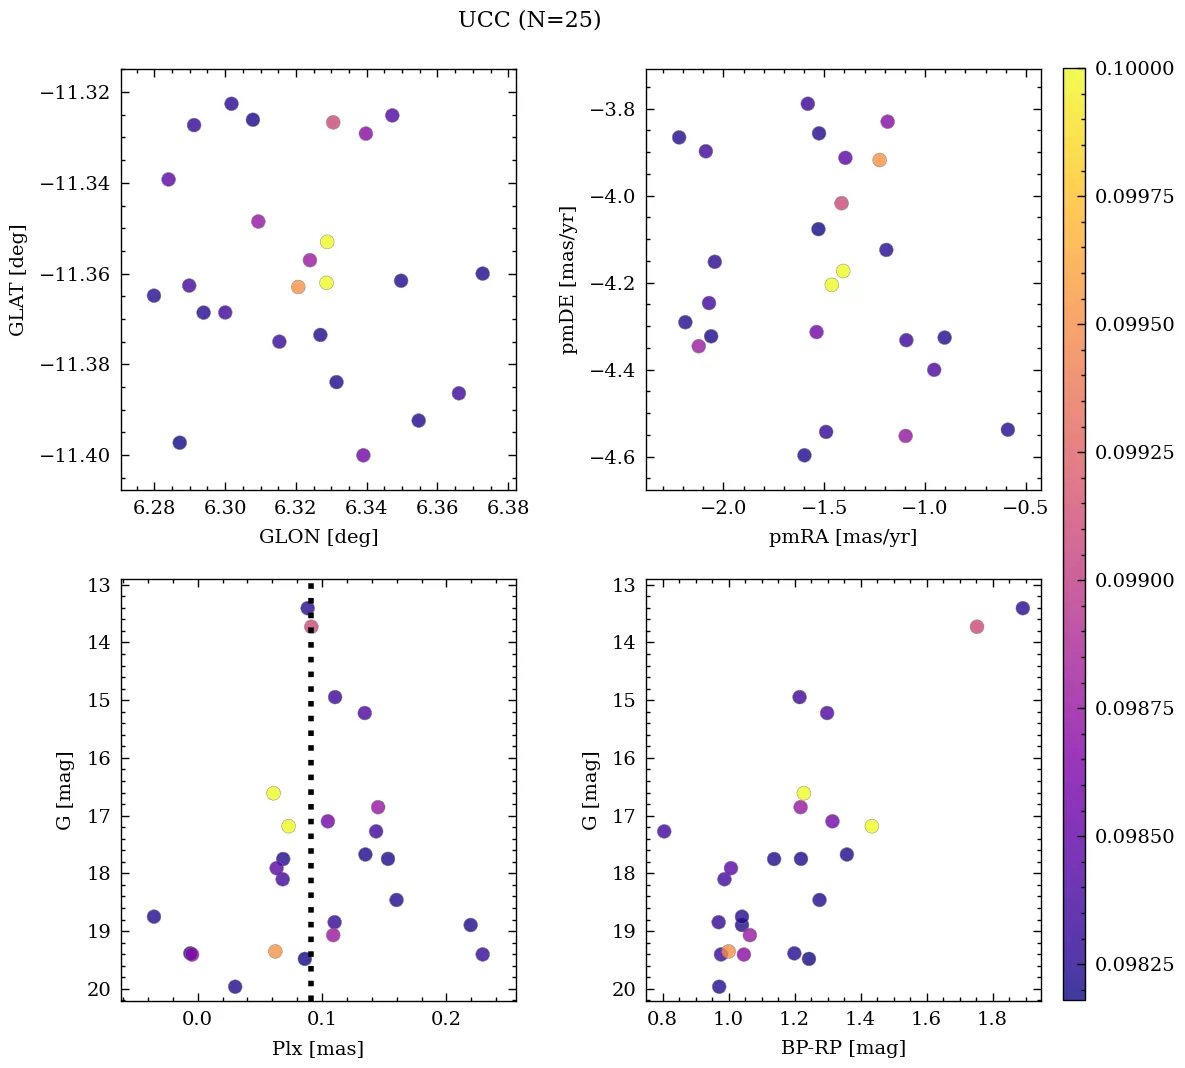 UCC (N=25)
−11.32
−11.34
−11.36
−11.38
−11.40
GLAT [deg]
6.28 6.30 6.32 6.34 6.36 6.38
GLON [deg]
−3.8
−4.0
−4.2
−4.4
−4.6
pmDE [mas/yr]
−2.0 −1.5 −1.0 −0.5
pmRA [mas/yr]
13
14
15
16
17
18
19
20
G [mag]
0.0 0.1 0.2
Plx [mas]
13
14
15
16
17
18
19
20
G [mag]
0.8 1.0 1.2 1.4 1.6 1.8
BP-RP [mag]
0.10000
0.09975
0.09950
0.09925
0.09900
0.09875
0.09850
0.09825